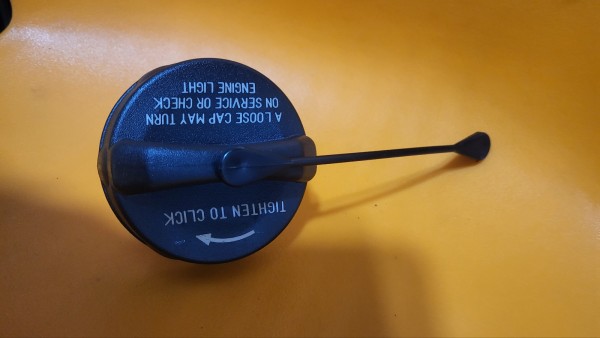 TIGHTEN TO CLICK
A LOOSE CAP MAY TURN
ON SERVICE OR CHECK
ENGINE LIGHT